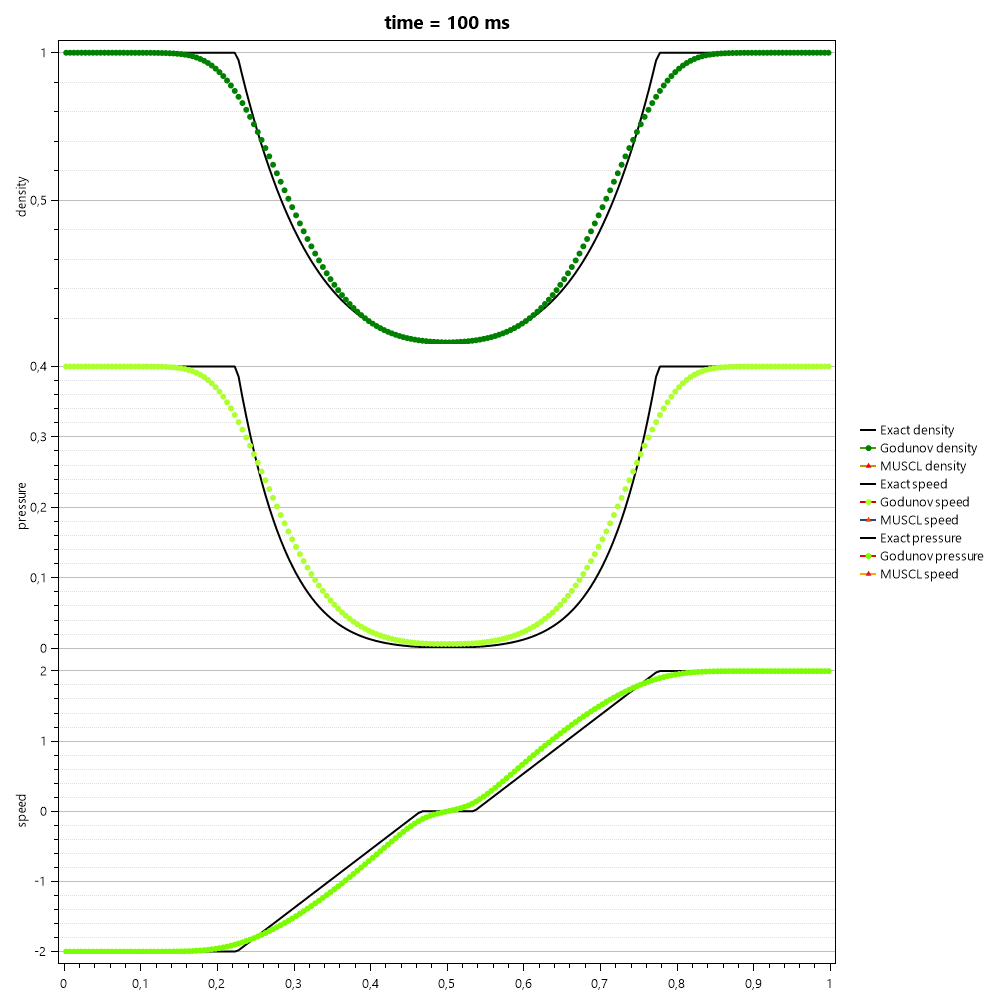 time = 100 ms
1
0,5
density
0,4
0,3
0,2
0,1
0
pressure
2
1
0
-1
-2
speed
0
0,1
0,2
0,3
0,4
0,5
0,6
0,7
0,8
0,9
1
Exact density
Godunov density
MUSCL density
Exact speed
Godunov speed
MUSCL speed
Exact pressure
Godunov pressure
MUSCL speed